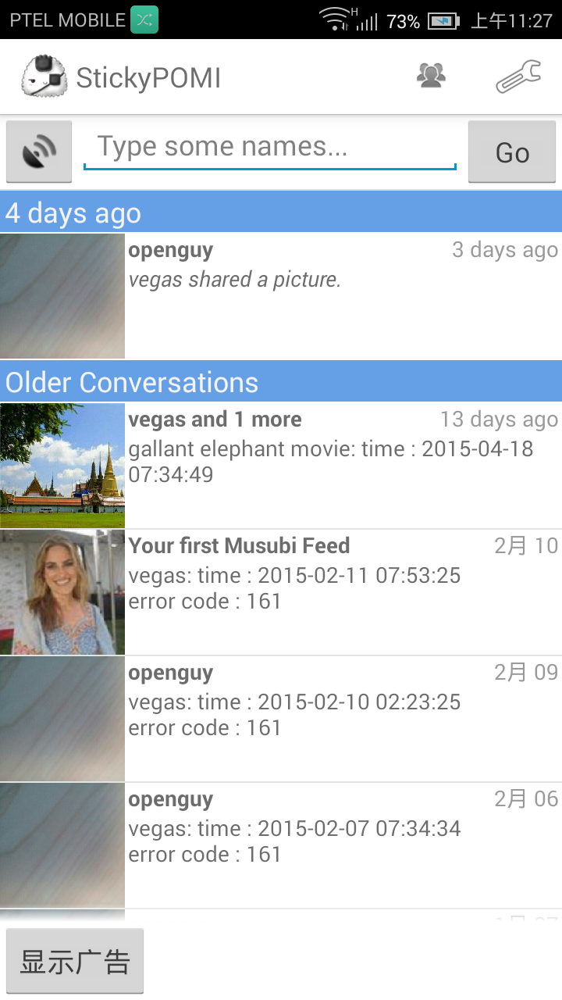 PTEL MOBILE H 73% 上午11:27
StickyPOMI
Type some names...
Go
4 days ago
openguy 3 days ago
vegas shared a picture.
Older Conversations
vegas and 1 more 13 days ago
gallant elephant movie: time : 2015-04-18
07:34:49
Your first Musubi Feed 2月 10
vegas: time : 2015-02-11 07:53:25
error code : 161
openguy 2月 09
vegas: time : 2015-02-10 02:23:25
error code : 161
openguy 2月 06
vegas: time : 2015-02-07 07:34:34
error code : 161
显示广告